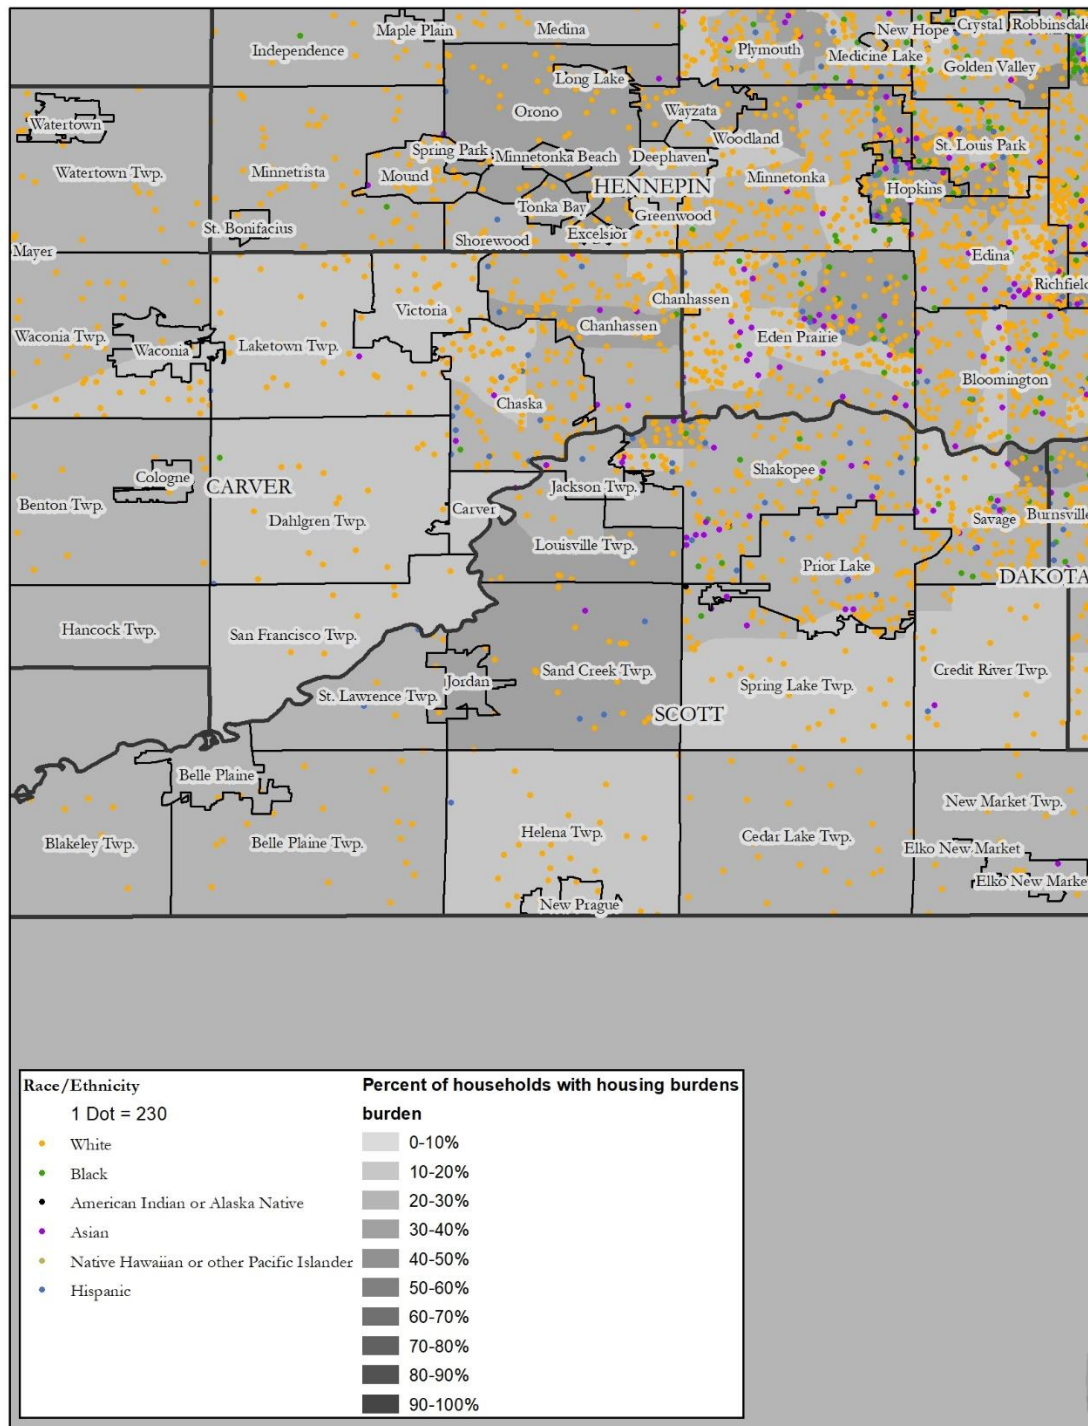 Maple Plain
Medina
Crystal
Robbinsdale
New Hope
Independence
Plymouth
Medicine Lake
Golden Valley
Long Lake
Orono
Wayzata
Watertown
Woodland
St. Louis Park
Spring Park
Minnetonka Beach
Deephaven
Watertown Twp.
Minnetrista
Mound
Minnetonka
HENNEPIN
Hopkins
Tonka Bay
Greenwood
St. Bonifacius
Excelsior
Shorewood
Mayer
Edina
Richfield
Victoria
Chanhassen
Chanhassen
Waconia Twp.
Waconia
Laketown Twp.
Eden Prairie
Bloomington
Chaska
Cologne
Shakopee
CARVER
Jackson Twp.
Benton Twp.
Dahlgren Twp.
Carver
Savage
Burnsville
Louisville Twp.
Prior Lake
DAKOTA
Hancock Twp.
San Francisco Twp.
Sand Creek Twp.
Credit River Twp.
Jordan
Spring Lake Twp.
St. Lawrence Twp.
SCOTT
Belle Plaine
New Market Twp.
Helena Twp.
Cedar Lake Twp.
Blakeley Twp.
Belle Plaine Twp.
Elko New Market
Elko New Market
New Prague
Race/Ethnicity
1 Dot = 230
White
Black
American Indian or Alaska Native
Asian
Native Hawaiian or other Pacific Islander
Hispanic
Percent of households with housing burdens
burden
0-10%
10-20%
20-30%
30-40%
40-50%
50-60%
60-70%
70-80%
80-90%
90-100%